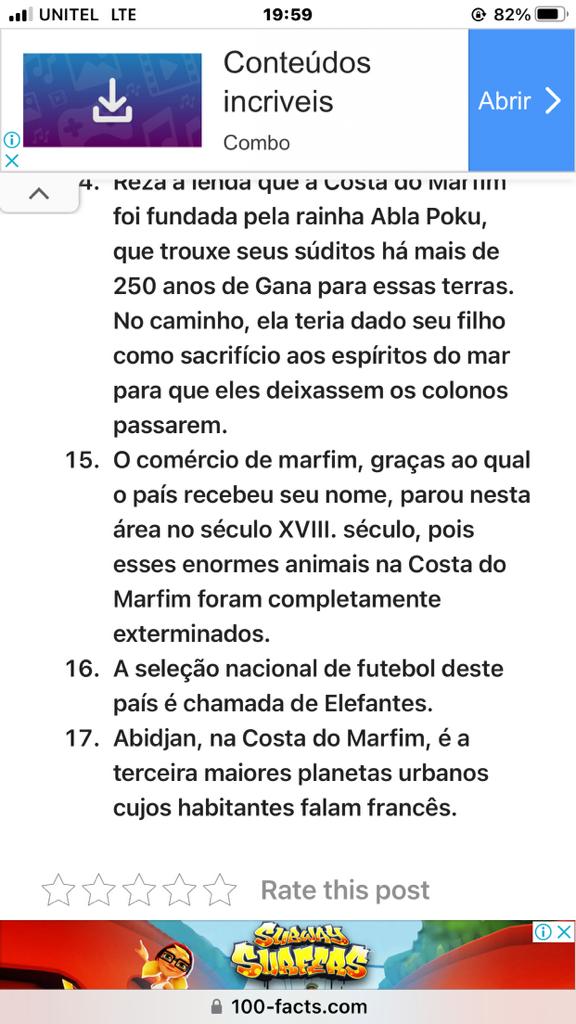 UNITEL LTE 19:59 82%
Conteúdos
incriveis
Combo
Abrir
4. Reza a lenda que a Costa do Marfim
foi fundada pela rainha Abla Poku,
que trouxe seus súditos há mais de
250 anos de Gana para essas terras.
No caminho, ela teria dado seu filho
como sacrifício aos espíritos do mar
para que eles deixassem os colonos
passarem.
15. O comércio de marfim, graças ao qual
o país recebeu seu nome, parou nesta
área no século XVIII. século, pois
esses enormes animais na Costa do
Marfim foram completamente
exterminados.
16. A seleção nacional de futebol deste
país é chamada de Elefantes.
17. Abidjan, na Costa do Marfim, é a
terceira maiores planetas urbanos
cujos habitantes falam francês.
Rate this post
SUBWAY
SURFERS
100-facts.com